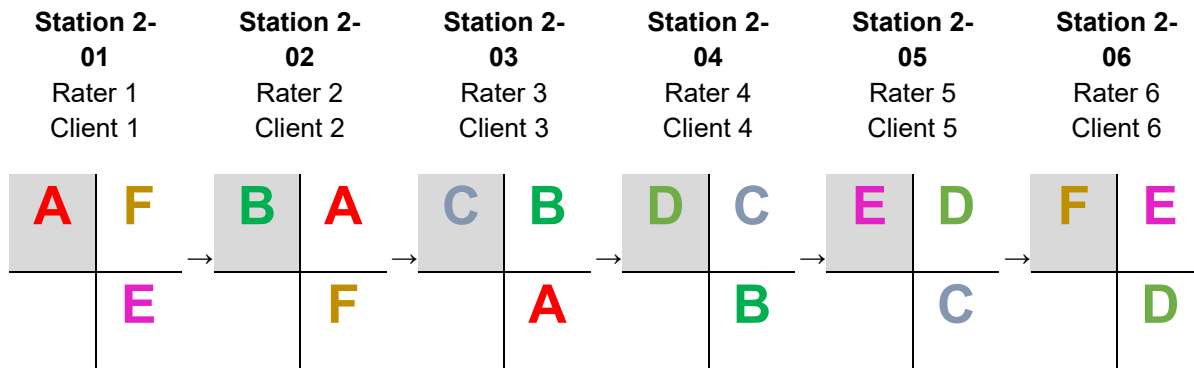 Station 2-01 Station 2-02 Station 2-03 Station 2-04 Station 2-05 Station 2-06
Rater 1 Rater 2 Rater 3 Rater 4 Rater 5 Rater 6
Client 1 Client 2 Client 3 Client 4 Client 5 Client 6
A F → B A → C B → D C → E D → F E
E F A B C D